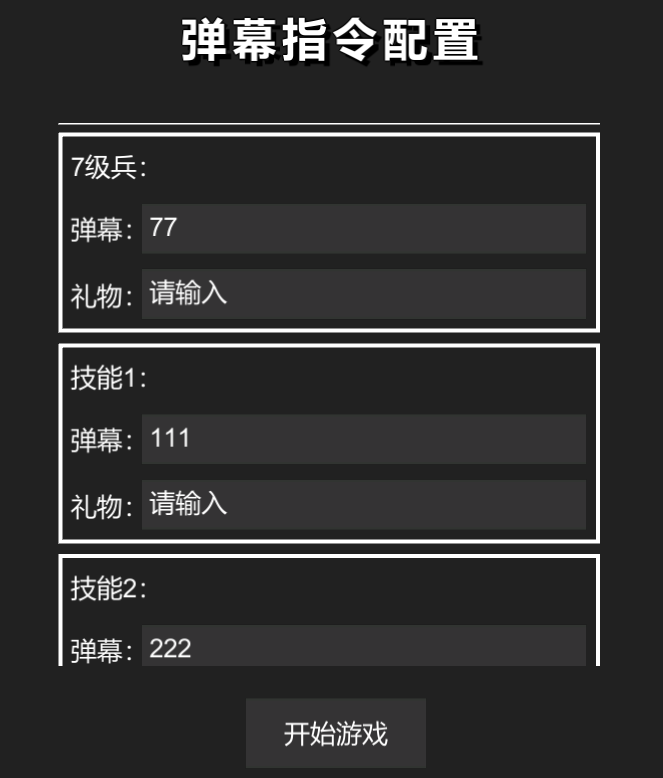 弹幕指令配置
7级兵：
弹幕：77
礼物：请输入
技能1：
弹幕：111
礼物：请输入
技能2：
弹幕：222
开始游戏